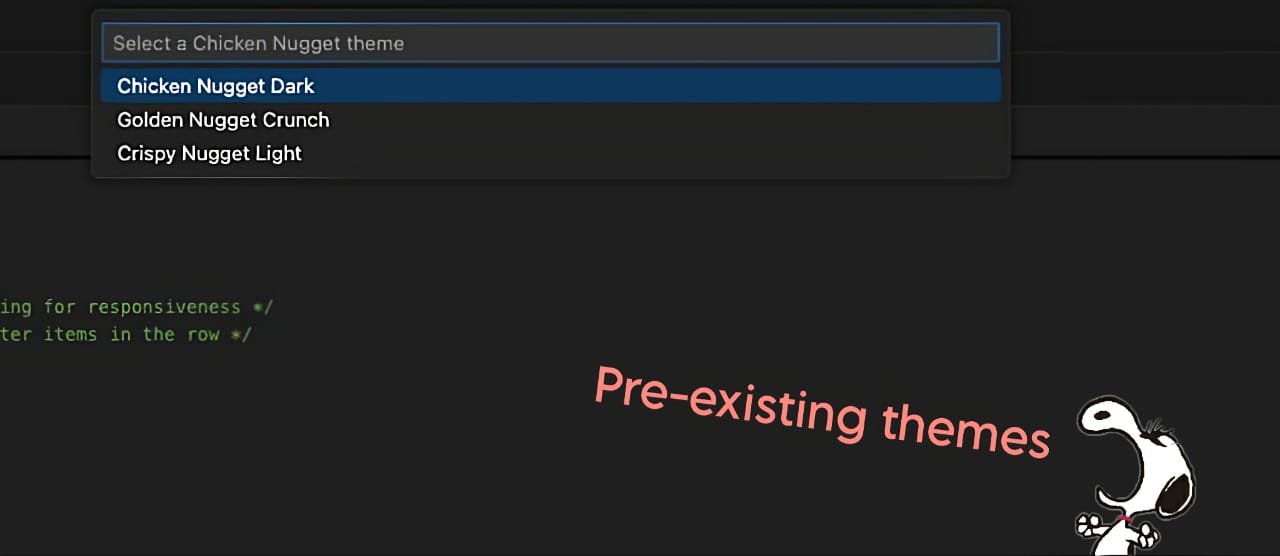 Select a Chicken Nugget theme
Chicken Nugget Dark
Golden Nugget Crunch
Crispy Nugget Light
ing for responsiveness */
ter items in the row */
Pre-existing themes